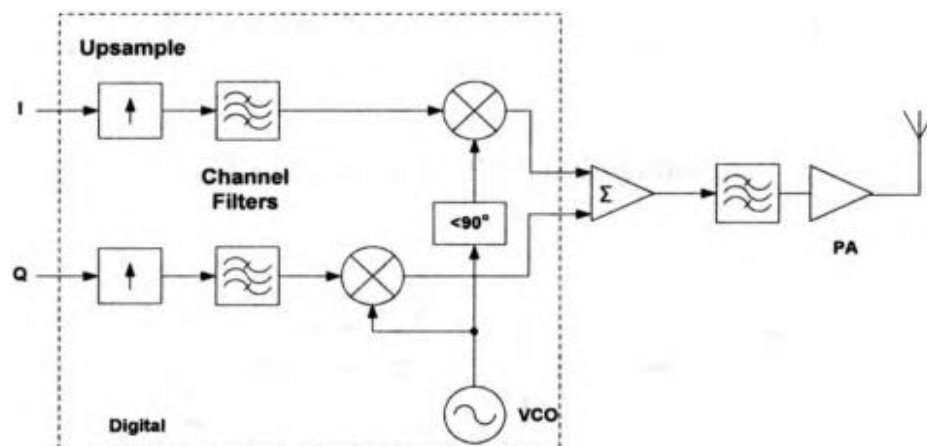 Upsample
I
Channel
Filters
<90°
Σ
PA
Q
VCO
Digital